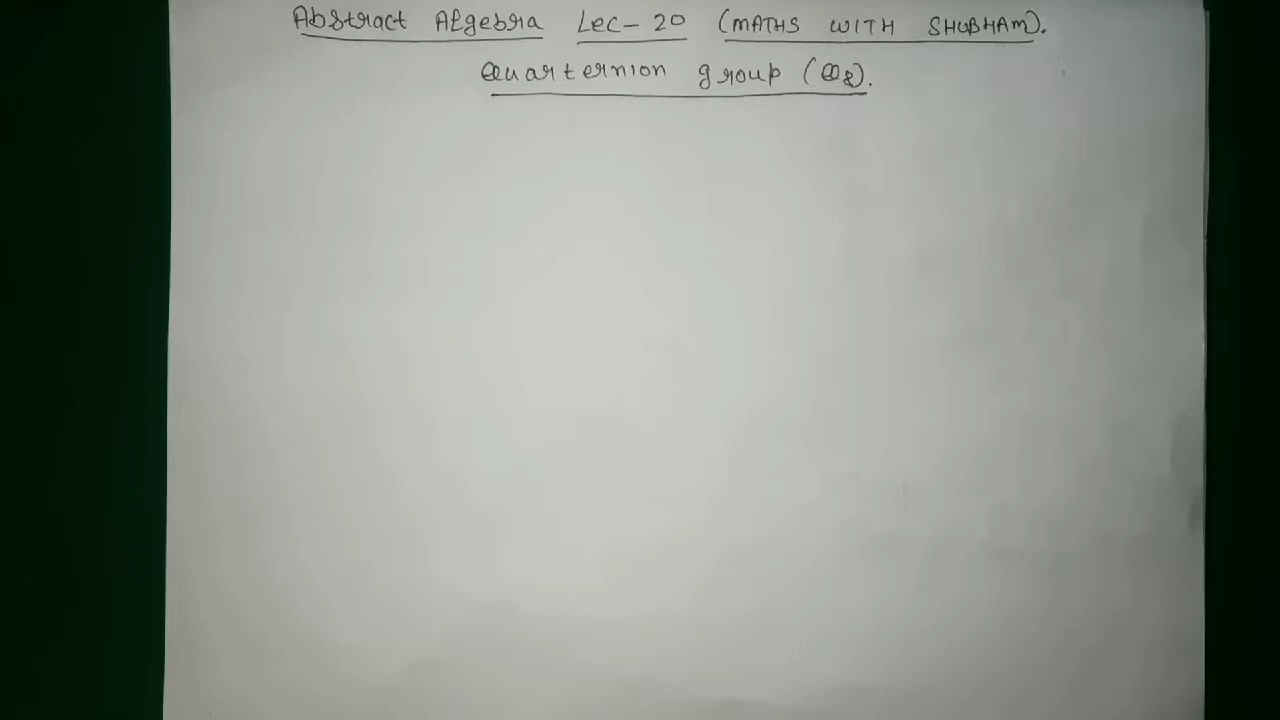 Abstract Algebra Lec- 20 (MATHS WITH SHUBHAM).
Quarternion group (Q8).